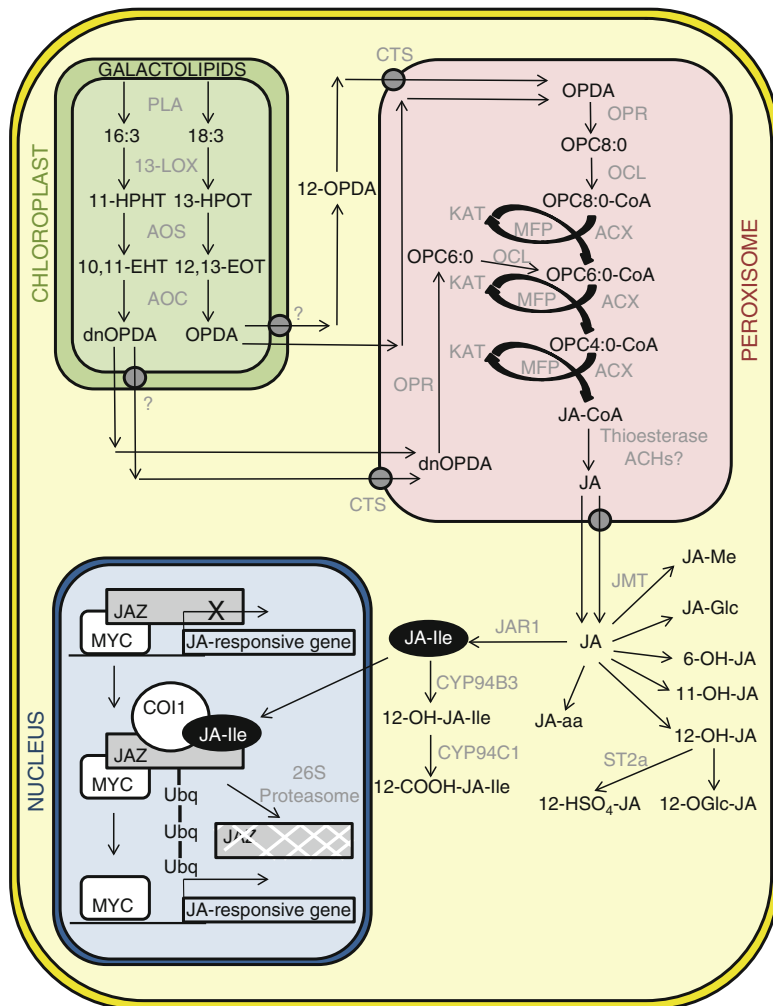 CTS
GALACTOLIPIDS
PLA
16:3
18:3
13-LOX
11-HPHT
13-HPOT
AOS
10,11-EHT
12,13-EOT
AOC
dnOPDA
OPDA
?
?
CHLOROPLAST
12-OPDA
OPDA
OPR
OPC8:0
OCL
OPC8:0-CoA
KAT
MFP
ACX
OPC6:0
OCL
OPC6:0-CoA
KAT
MFP
ACX
OPC4:0-CoA
KAT
MFP
ACX
OPR
JA-CoA
Thioesterase
ACHs?
dnOPDA
JA
CTS
PEROXISOME
JA-Me
JMT
JA-Glc
JA
JAR1
JA-Ile
6-OH-JA
11-OH-JA
CYP94B3
12-OH-JA-Ile
JA-aa
12-OH-JA
CYP94C1
ST2a
12-COOH-JA-Ile
12-HSO4-JA
12-OGlc-JA
NUCLEUS
JAZ
X
MYC
JA-responsive gene
COI1
JA-Ile
JAZ
MYC
Ubq
Ubq
Ubq
26S
Proteasome
JAZ
MYC
JA-responsive gene